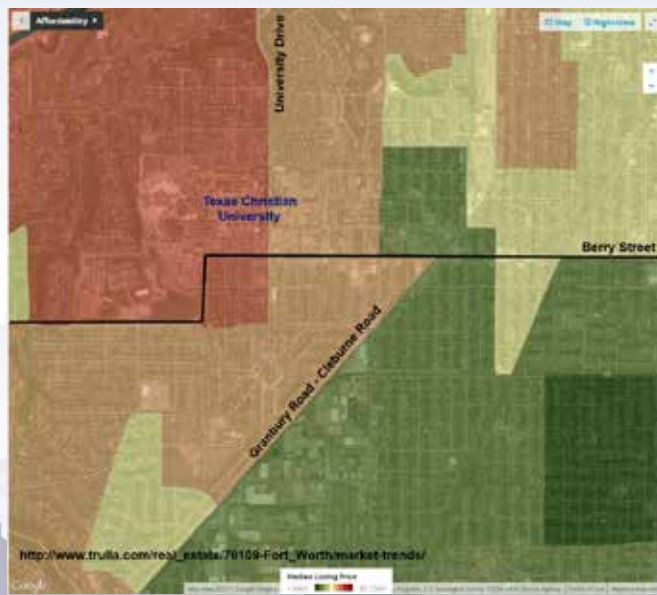 Affordability ×
Map
Nighttime
University Drive
Texas Christian
University
Berry Street
Granbury Road - Cleburne Road
http://www.trulia.com/real_estate/76109-Fort_Worth/market-trends/
Google
Median Listing Price